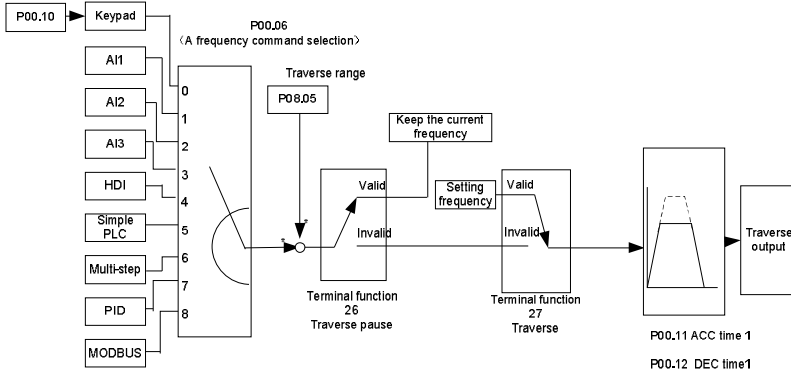 P00.10
Keypad
P00.06
(A frequency command selection)
AI1
AI2
AI3
HDI
Simple
PLC
Multi-step
PID
MODBUS
0
1
2
3
4
5
6
7
8
Traverse range
P08.05
+
+
Keep the current
frequency
Valid
Invalid
Terminal function
26
Traverse pause
Setting
frequency
Valid
Invalid
Terminal function
27
Traverse
Traverse
output
P00.11 ACC time 1
P00.12 DEC time1